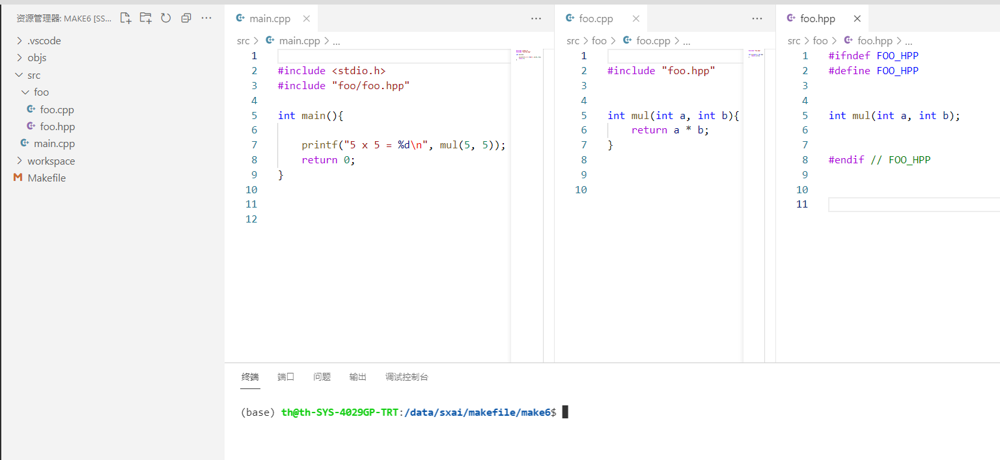 资源管理器: MAKE6 [SS...
.vscode
objs
src
foo
foo.cpp
foo.hpp
main.cpp
workspace
Makefile
main.cpp
src > foo > main.cpp > ...
1
2 #include <stdio.h>
3 #include "foo/foo.hpp"
4
5 int main(){
6
7 printf("5 x 5 = %d\n", mul(5, 5));
8 return 0;
9 }
10
11
12
foo.cpp
src > foo > foo.cpp > ...
1
2 #include "foo.hpp"
3
4
5 int mul(int a, int b){
6 return a * b;
7 }
8
9
10
foo.hpp
src > foo > foo.hpp > ...
1 #ifndef FOO_HPP
2 #define FOO_HPP
3
4
5 int mul(int a, int b);
6
7
8 #endif // FOO_HPP
9
10
11
终端 端口 问题 输出 调试控制台
(base) th@th-SYS-4029GP-TRT:/data/sxai/makefile/make6$